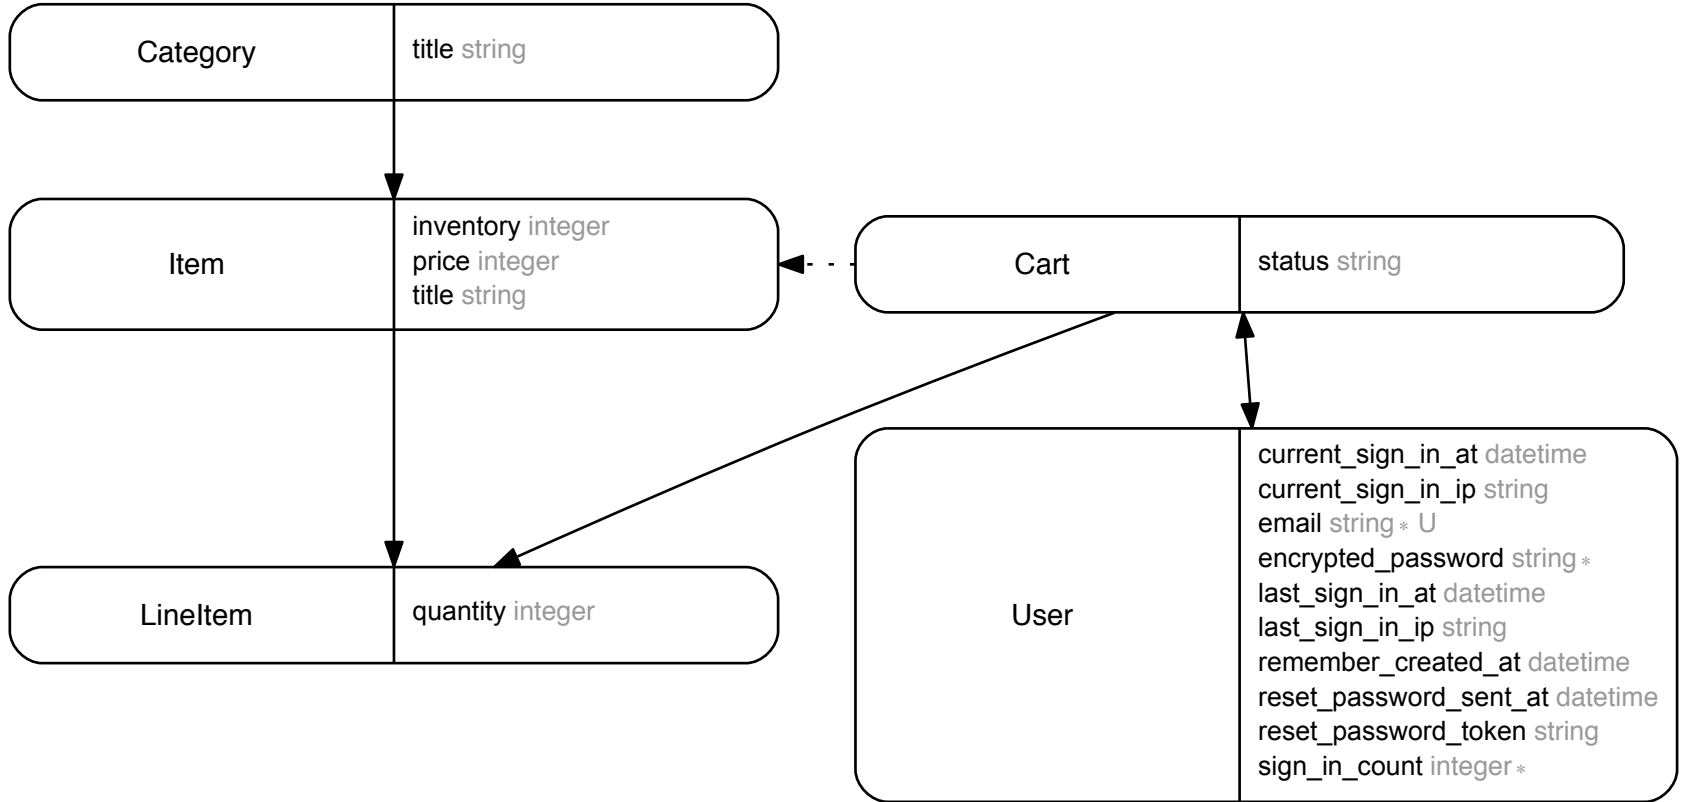 Category
title string
Item
inventory integer
price integer
title string
Cart
status string
LineItem
quantity integer
User
current_sign_in_at datetime
current_sign_in_ip string
email string * U
encrypted_password string *
last_sign_in_at datetime
last_sign_in_ip string
remember_created_at datetime
reset_password_sent_at datetime
reset_password_token string
sign_in_count integer *